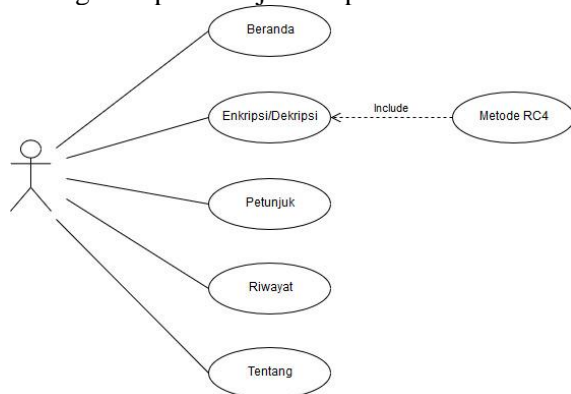 Beranda
Enkripsi/Dekripsi
Include
Metode RC4
Petunjuk
Riwayat
Tentang